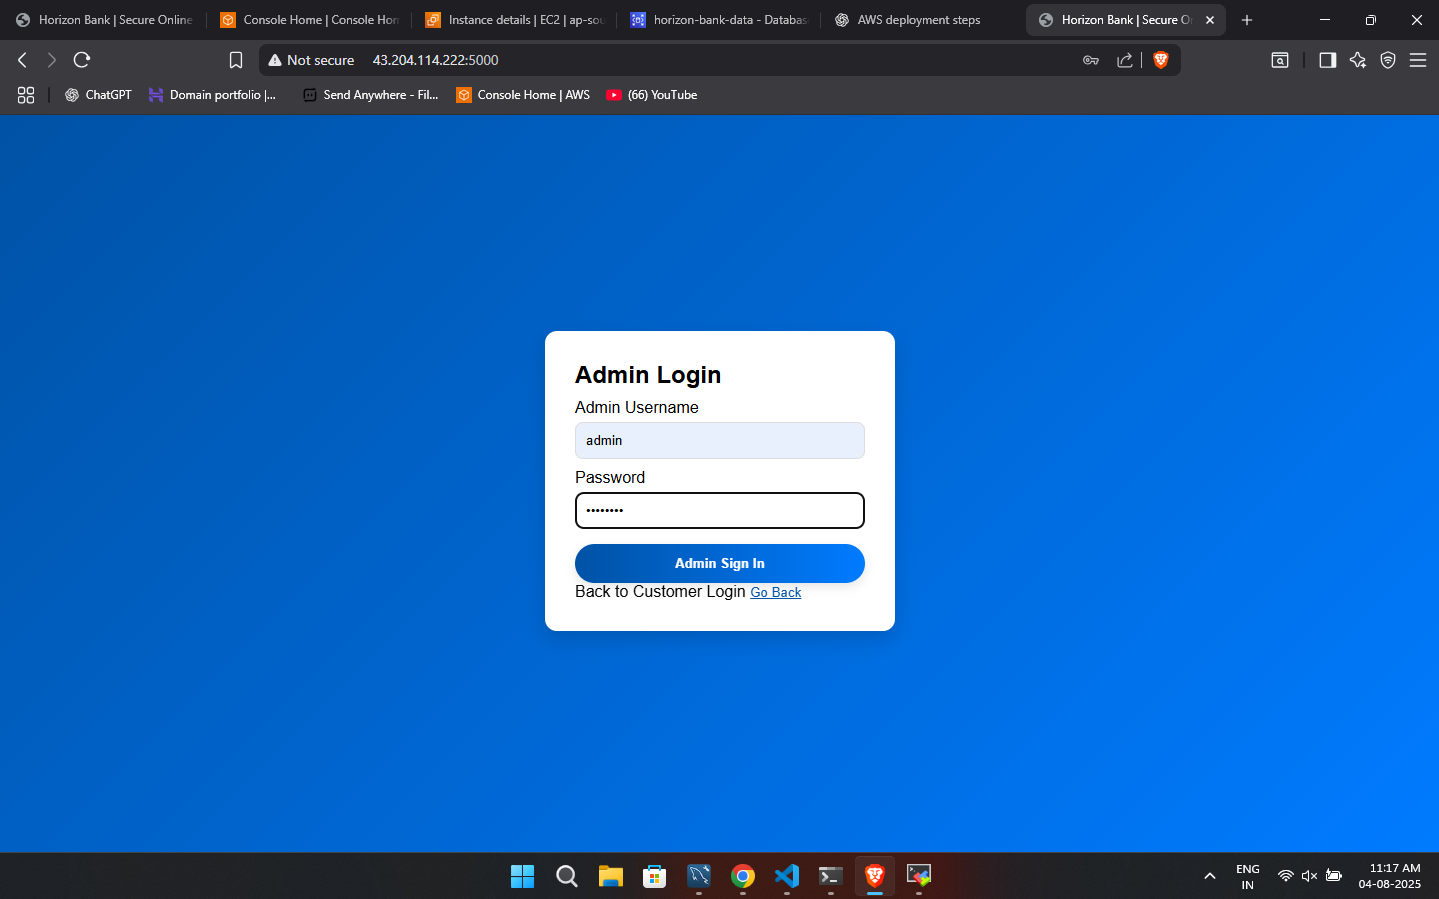 Horizon Bank | Secure Online
Console Home | Console Hom
Instance details | EC2 | ap-sou
horizon-bank-data - Databas
AWS deployment steps
Horizon Bank | Secure On
Not secure
43.204.114.222:5000
ChatGPT
Domain portfolio |...
Send Anywhere - Fil...
Console Home | AWS
(66) YouTube
Admin Login
Admin Username
admin
Password
••••••••
Admin Sign In
Back to Customer Login Go Back
ENG
IN
11:17 AM
04-08-2025